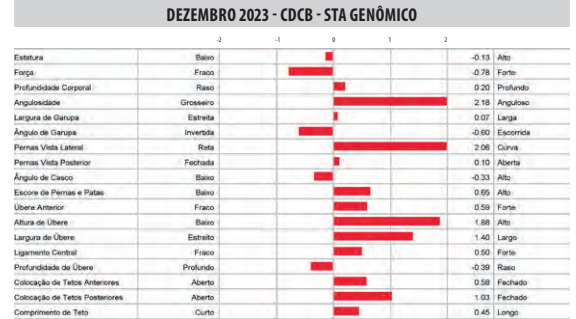 DEZEMBRO 2023 - CDCB - STA GENÔMICO
-2 -1 0 1 2
Estatura Baixo -0.13 Alto
Força Fraco -0.78 Forte
Profundidade Corporal Raso 0.20 Profundo
Angulosidade Grosseiro 2.18 Anguloso
Largura de Garupa Estreita 0.07 Larga
Ângulo de Garupa Invertida -0.60 Escorrida
Pernas Vista Lateral Reta 2.06 Curva
Pernas Vista Posterior Fechada 0.10 Aberta
Ângulo de Casco Baixo -0.33 Alto
Escore de Pernas e Patas Baixo 0.65 Alto
Úbere Anterior Fraco 0.59 Forte
Altura de Úbere Baixo 1.88 Alto
Largura de Úbere Estreito 1.40 Largo
Ligamento Central Fraco 0.50 Forte
Profundidade de Úbere Profundo -0.39 Raso
Colocação de Tetos Anteriores Aberto 0.58 Fechado
Colocação de Tetos Posteriores Aberto 1.03 Fechado
Comprimento de Teto Curto 0.45 Longo